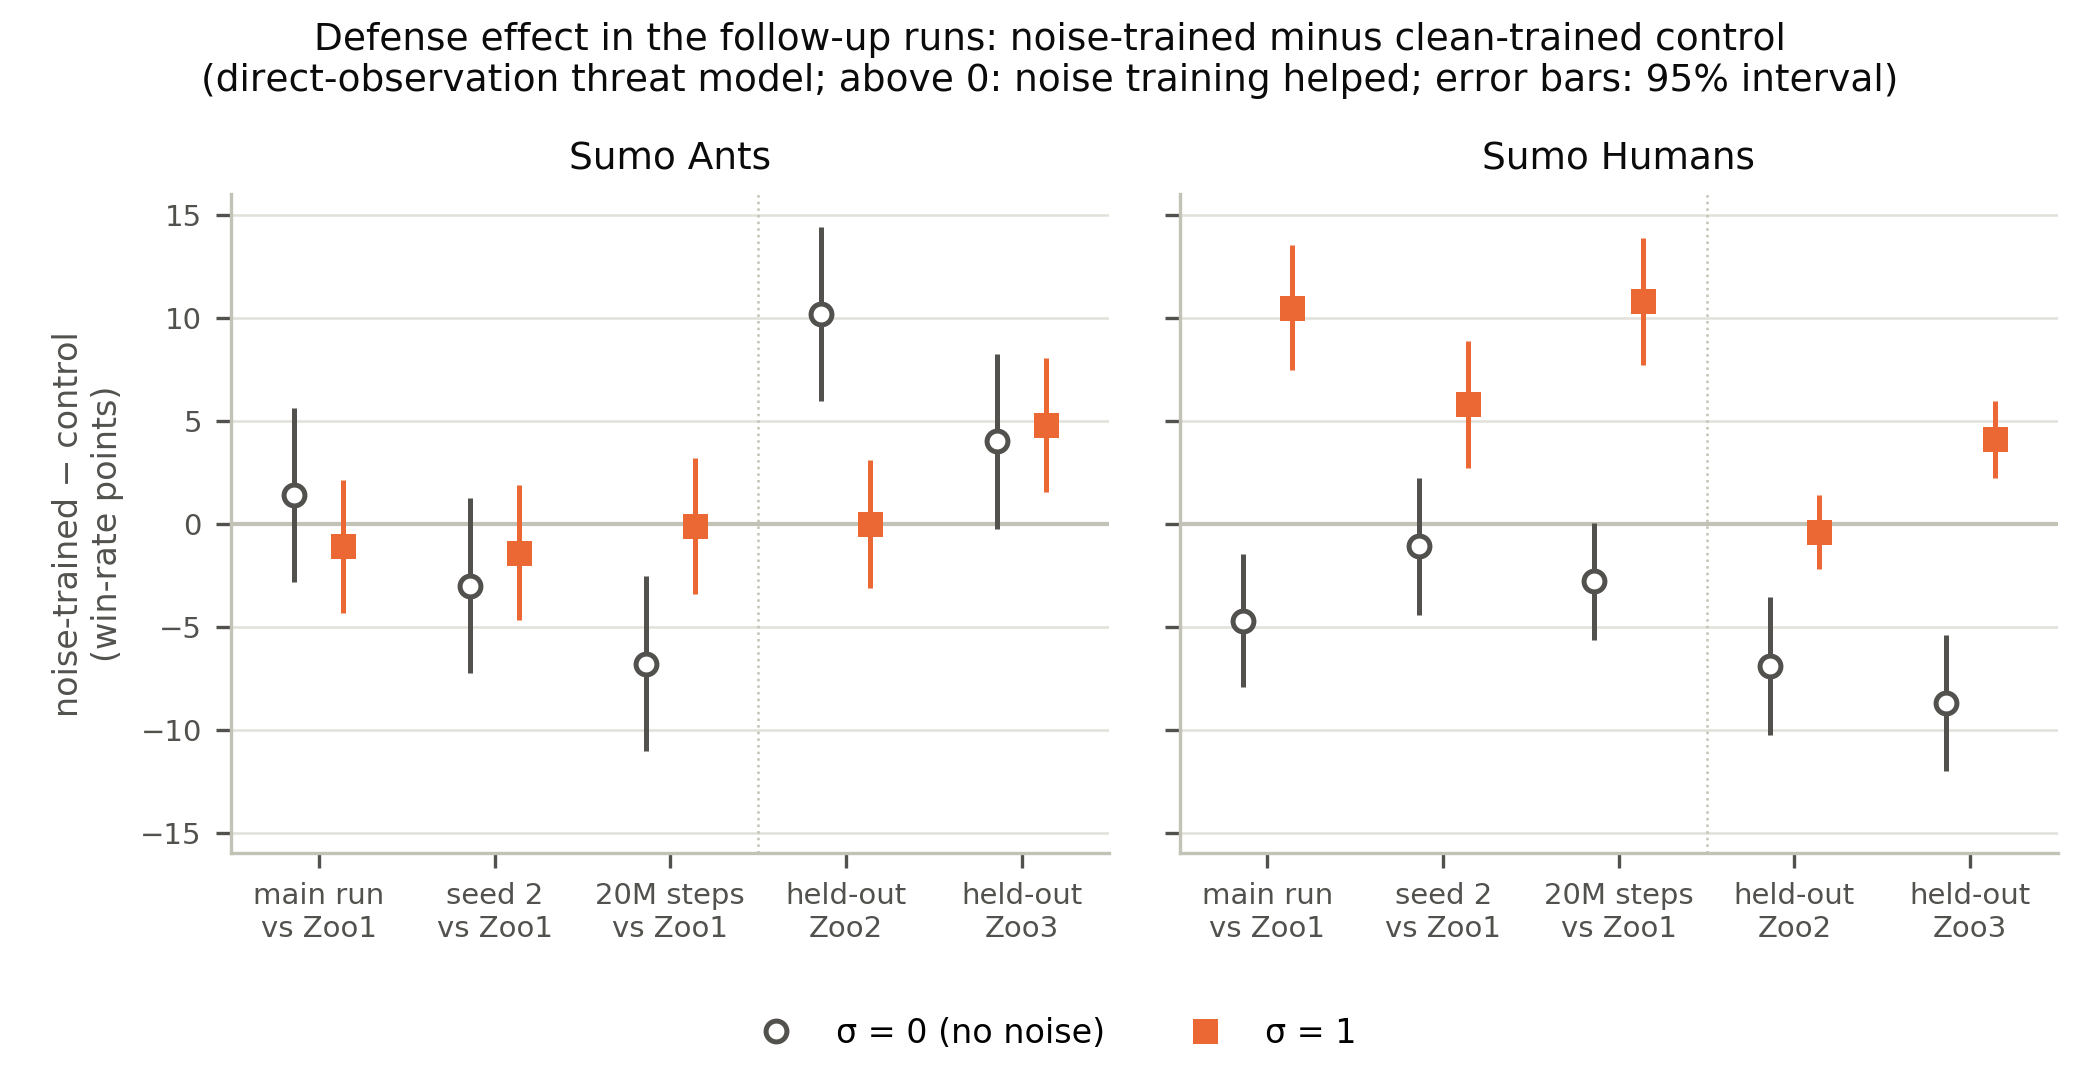 Defense effect in the follow-up runs: noise-trained minus clean-trained control
(direct-observation threat model; above 0: noise training helped; error bars: 95% interval)
Sumo Ants
Sumo Humans
noise-trained − control
(win-rate points)
15
10
5
0
−5
−10
−15
main run
vs Zoo1
seed 2
vs Zoo1
20M steps
vs Zoo1
held-out
Zoo2
held-out
Zoo3
main run
vs Zoo1
seed 2
vs Zoo1
20M steps
vs Zoo1
held-out
Zoo2
held-out
Zoo3
σ = 0 (no noise)
σ = 1